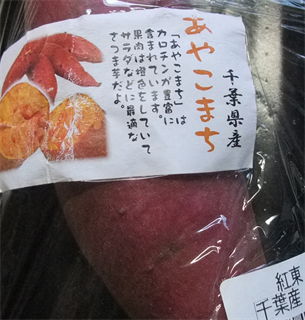 あやこまち
千葉県産
「あやこまち」は
カロチンが豊富に
含まれています。
果肉は橙色をしていて
サラダなどに最適な
さつま芋だよ。
紅東
千葉産